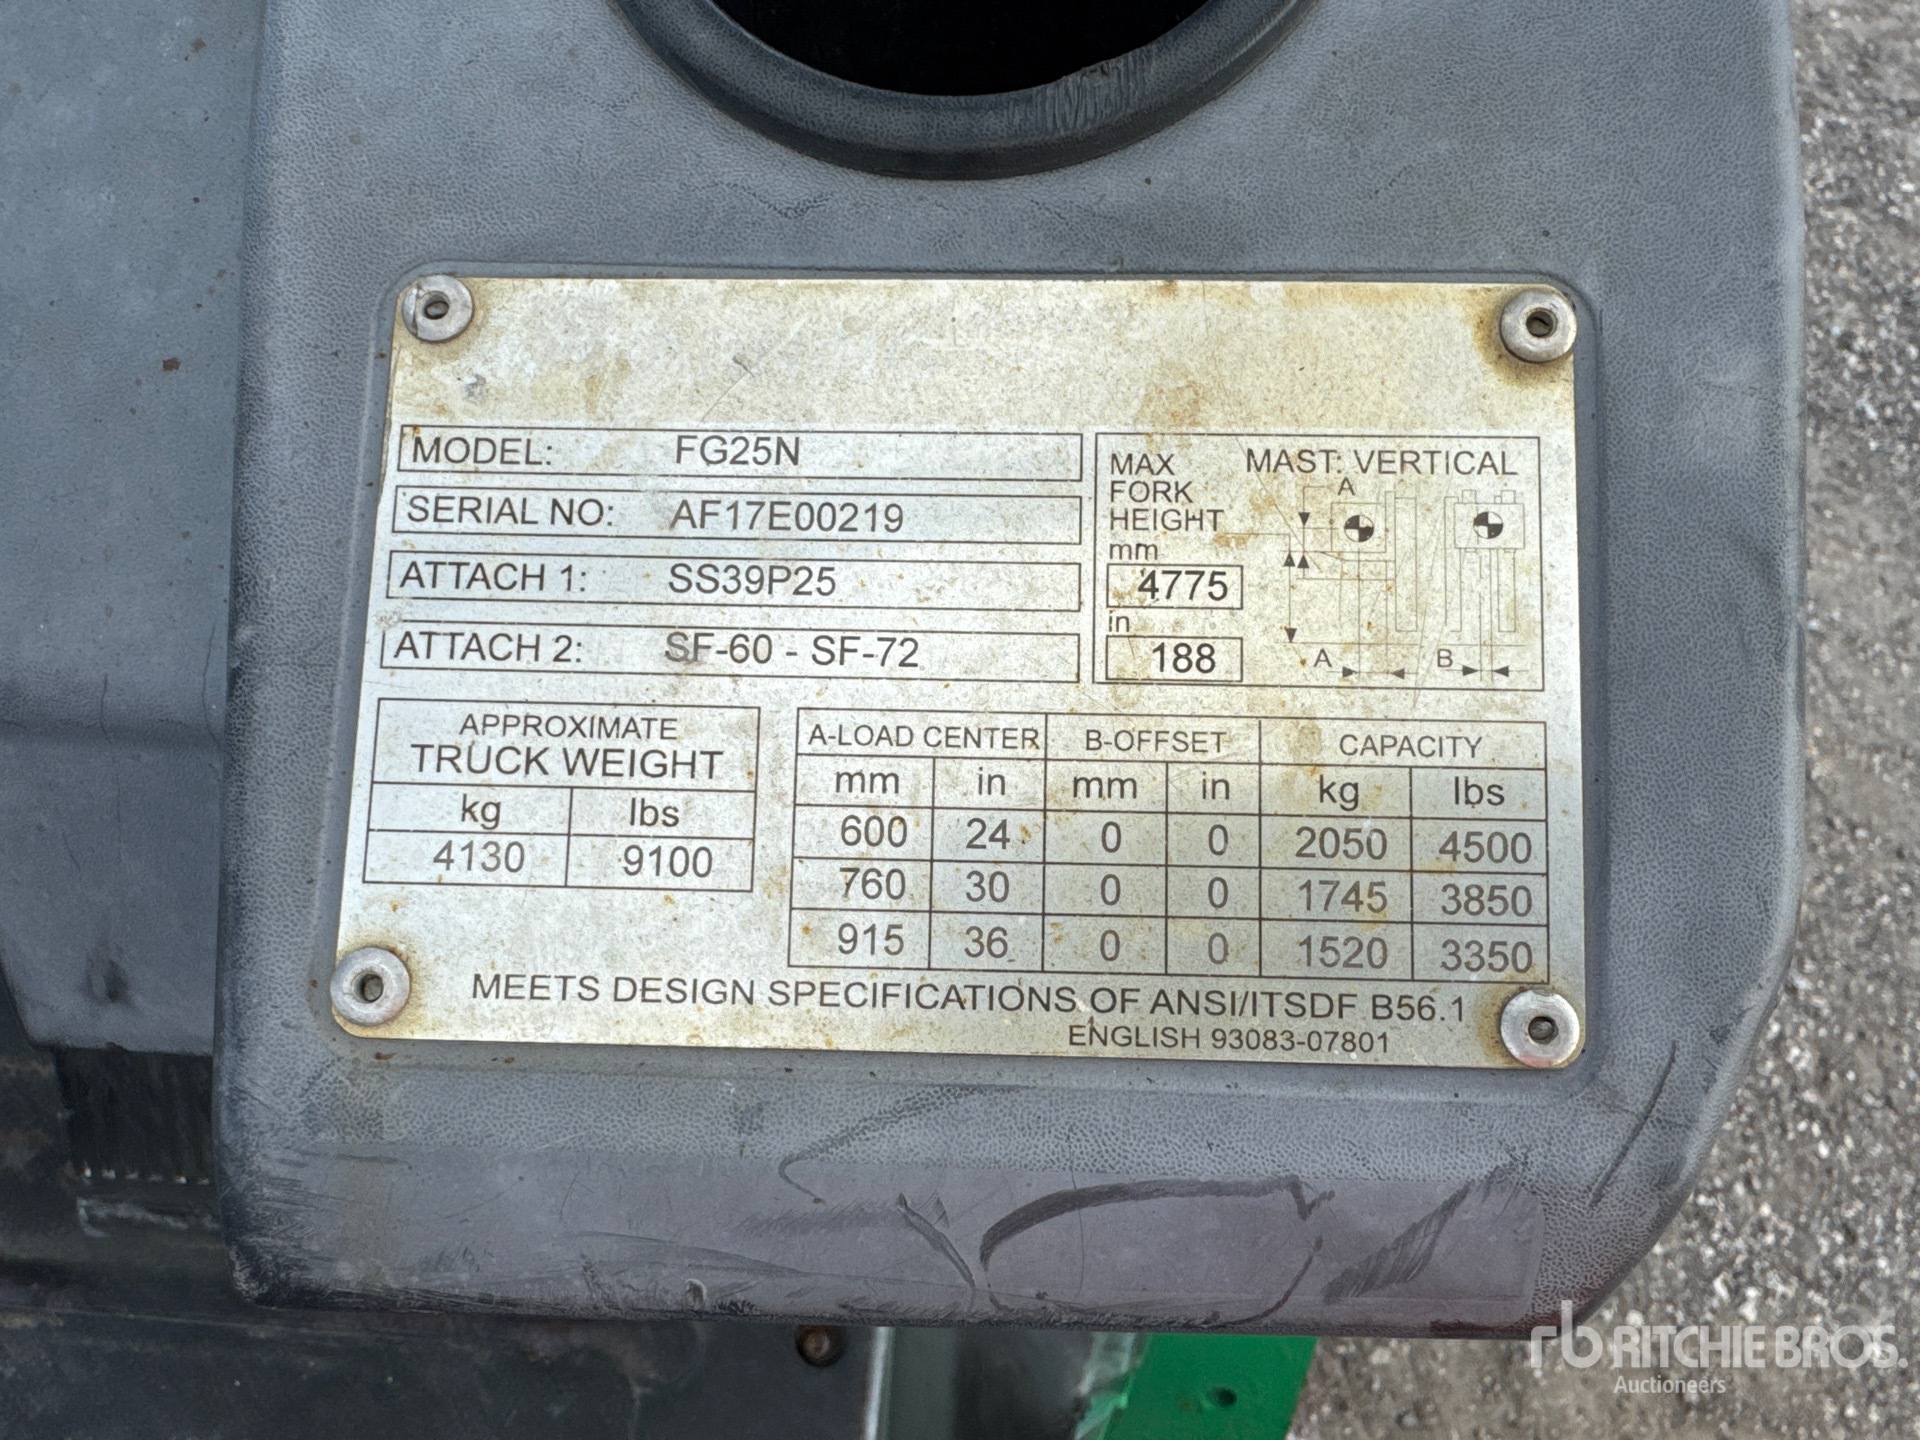 MODEL: FG25N
SERIAL NO: AF17E00219
ATTACH 1: SS39P25
ATTACH 2: SF-60 - SF-72
MAX MAST: VERTICAL
FORK A
HEIGHT
mm
4775
in
188 A B
APPROXIMATE
TRUCK WEIGHT
kg lbs
4130 9100
A-LOAD CENTER B-OFFSET CAPACITY
mm in mm in kg lbs
600 24 0 0 2050 4500
760 30 0 0 1745 3850
915 36 0 0 1520 3350
MEETS DESIGN SPECIFICATIONS OF ANSI/ITSDF B56.1
ENGLISH 93083-07801
rb RITCHIE BROS.
Auctioneers